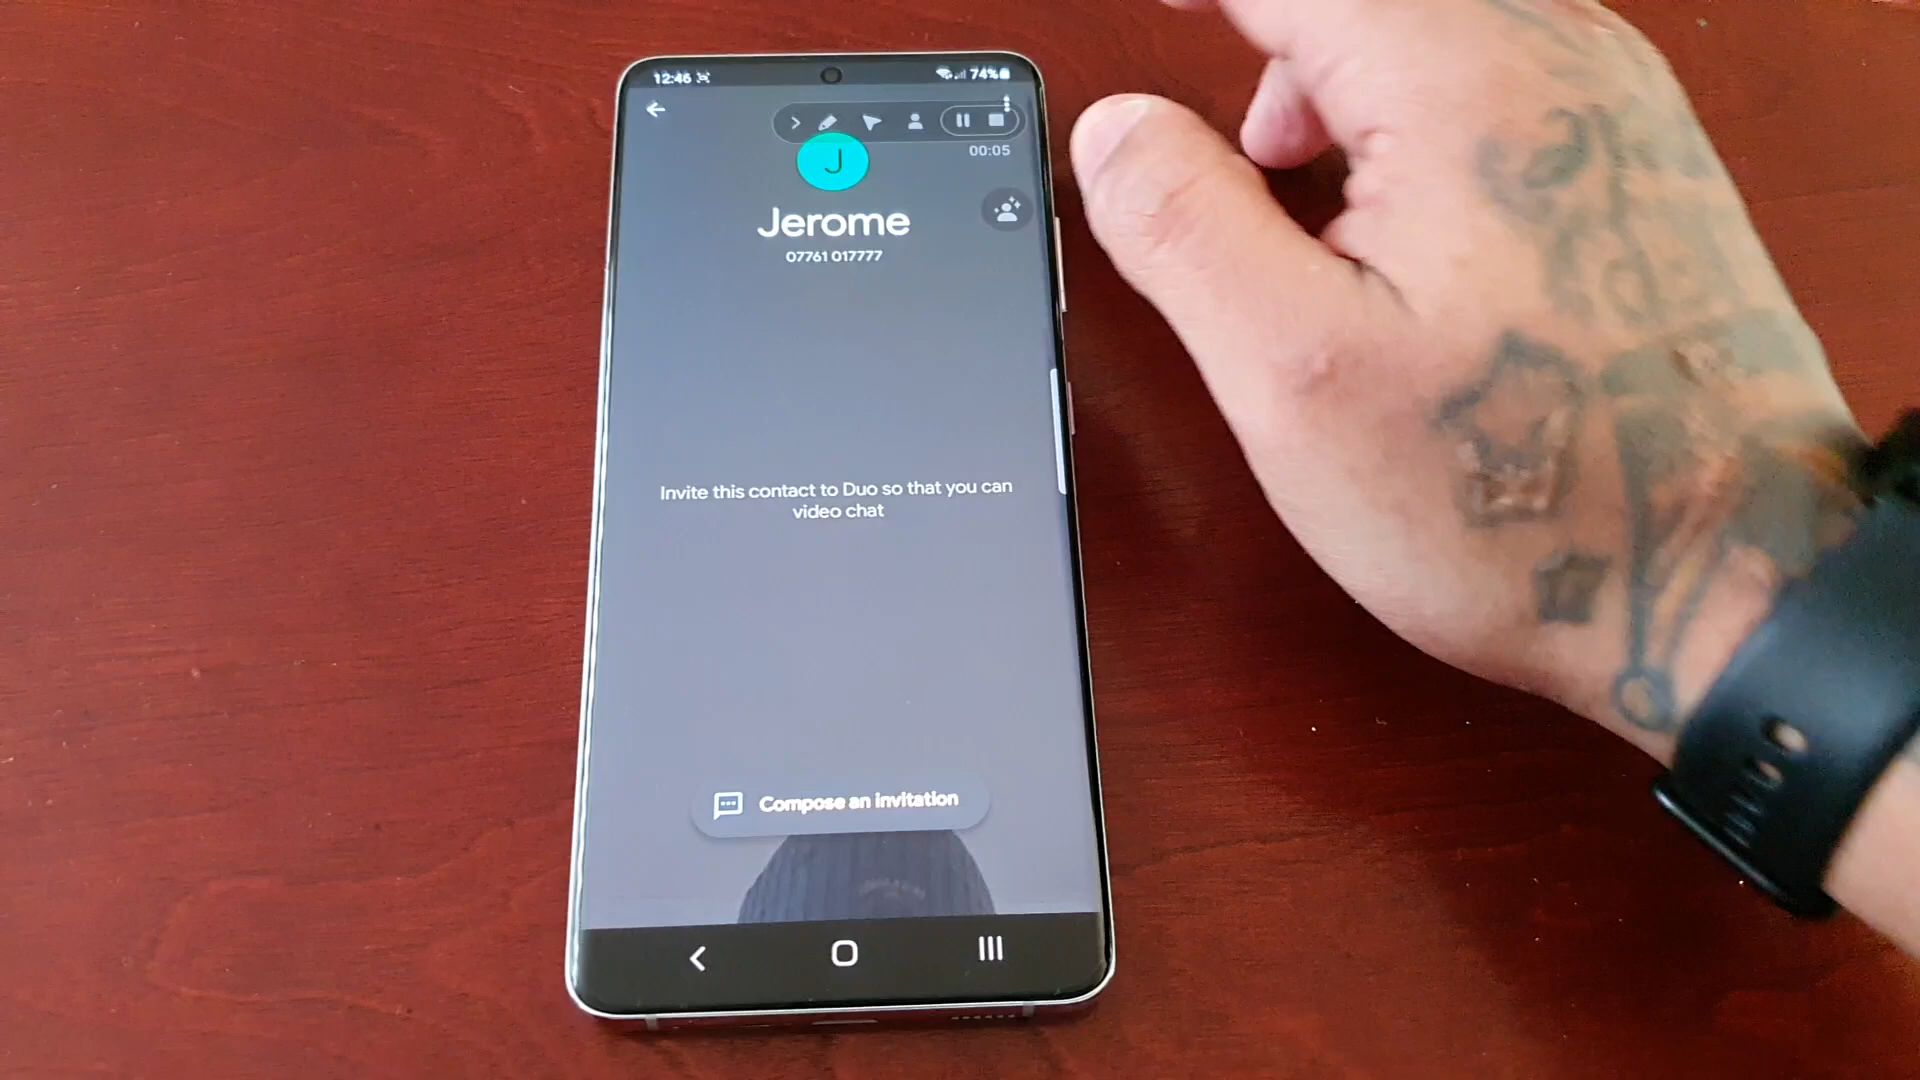 12:46
74%
00:05
J
Jerome
07761 017777
Invite this contact to Duo so that you can
video chat
Compose an invitation